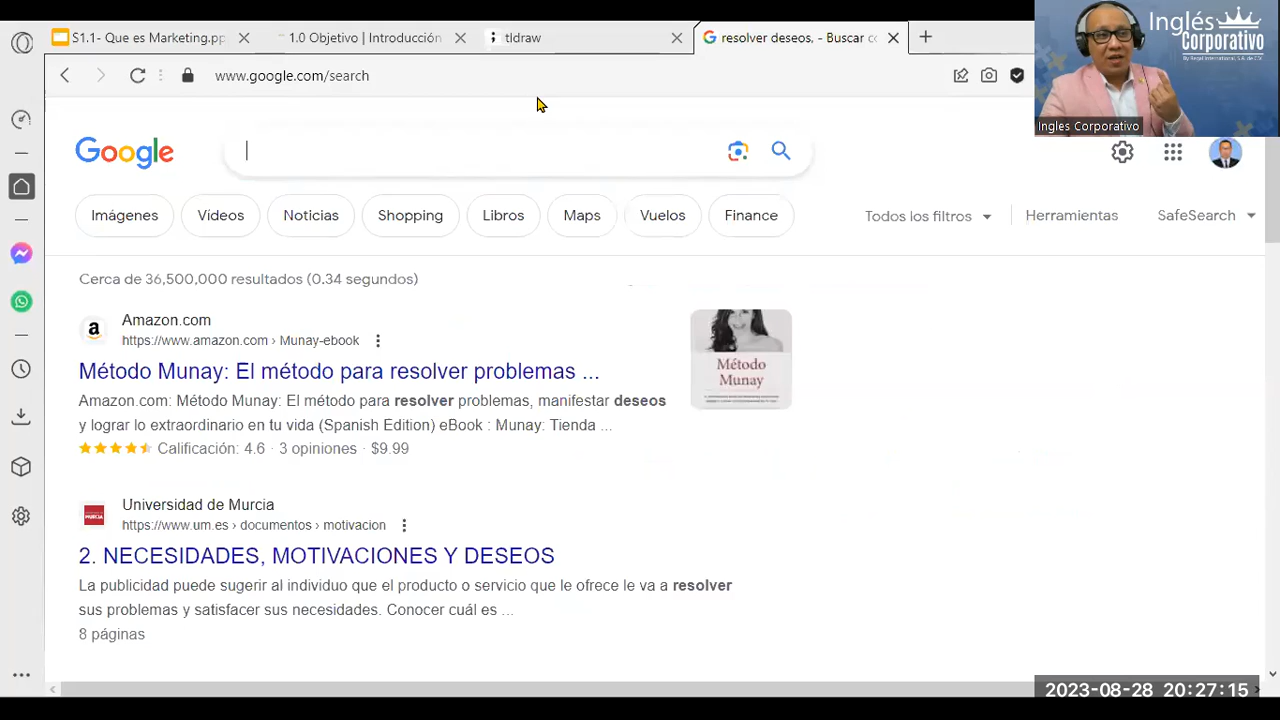 S1.1- Que es Marketing.pp
1.0 Objetivo | Introducción
tldraw
resolver deseos, - Buscar co
www.google.com/search
Inglés
Corporativo
By Regal International, S.A. de C.V.
Ingles Corporativo
Google
Imágenes
Vídeos
Noticias
Shopping
Libros
Maps
Vuelos
Finance
Todos los filtros
Herramientas
SafeSearch
Cerca de 36,500,000 resultados (0.34 segundos)
Amazon.com
https://www.amazon.com › Munay-ebook
Método Munay: El método para resolver problemas ...
Amazon.com: Método Munay: El método para resolver problemas, manifestar deseos
y lograr lo extraordinario en tu vida (Spanish Edition) eBook : Munay: Tienda ...
Calificación: 4.6 · 3 opiniones · $9.99
Método
Munay
Universidad de Murcia
https://www.um.es › documentos › motivacion
2. NECESIDADES, MOTIVACIONES Y DESEOS
La publicidad puede sugerir al individuo que el producto o servicio que le ofrece le va a resolver
sus problemas y satisfacer sus necesidades. Conocer cuál es ...
8 páginas
2023-08-28 20:27:15